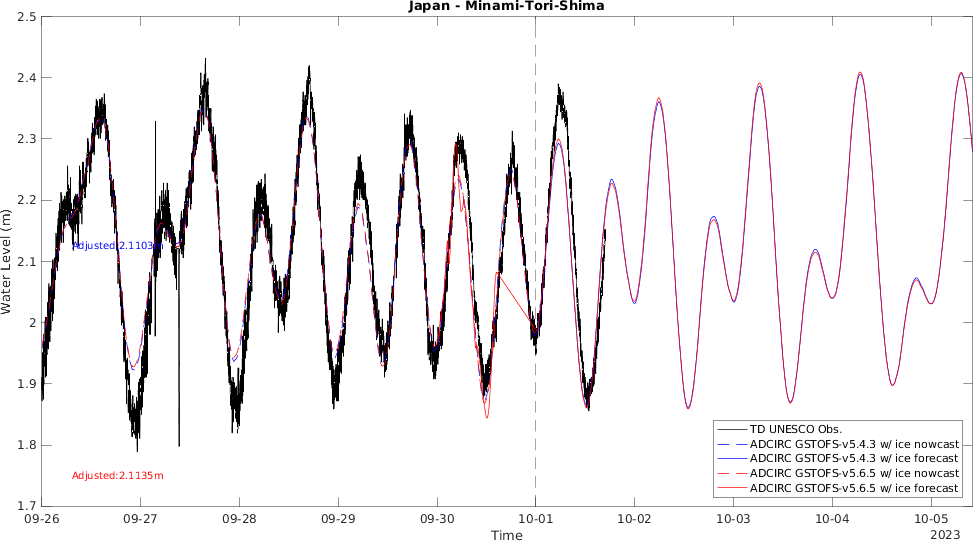 Japan - Minami-Tori-Shima
Water Level (m)
2.5
2.4
2.3
2.2
2.1
2
1.9
1.8
1.7
Adjusted:2.1103m
Adjusted:2.1135m
TD UNESCO Obs.
ADCIRC GSTOFS-v5.4.3 w/ ice nowcast
ADCIRC GSTOFS-v5.4.3 w/ ice forecast
ADCIRC GSTOFS-v5.6.5 w/ ice nowcast
ADCIRC GSTOFS-v5.6.5 w/ ice forecast
09-26 09-27 09-28 09-29 09-30 10-01 10-02 10-03 10-04 10-05
Time
2023